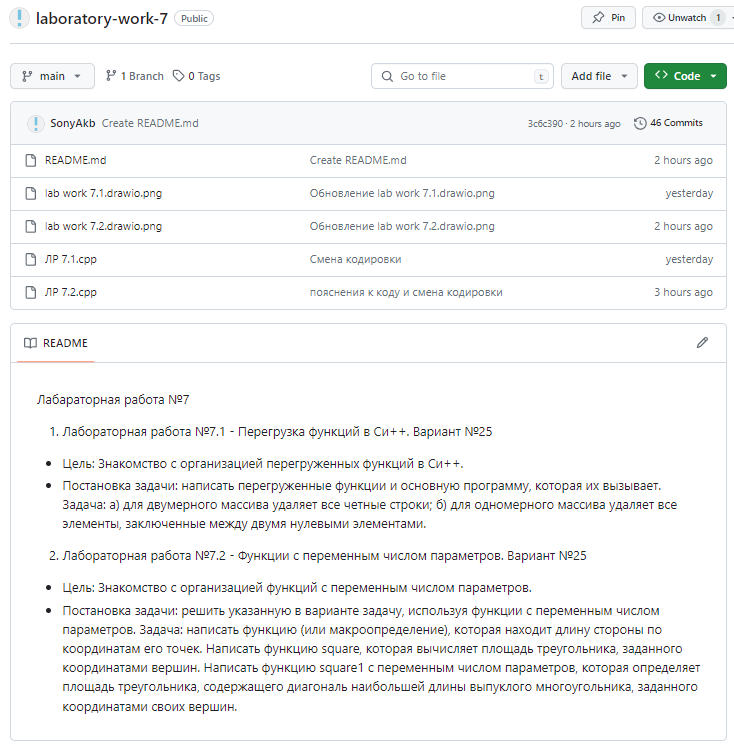 laboratory-work-7 Public Pin Unwatch 1
main 1 Branch 0 Tags Go to file t Add file Code
SonyAkb Create README.md 3c6c390 · 2 hours ago 46 Commits
README.md Create README.md 2 hours ago
lab work 7.1.drawio.png Обновление lab work 7.1.drawio.png yesterday
lab work 7.2.drawio.png Обновление lab work 7.2.drawio.png 2 hours ago
ЛР 7.1.cpp Смена кодировки yesterday
ЛР 7.2.cpp пояснения к коду и смена кодировки 3 hours ago
README
Лабараторная работа №7
1. Лабораторная работа №7.1 - Перегрузка функций в Си++. Вариант №25
• Цель: Знакомство с организацией перегруженных функций в Си++.
• Постановка задачи: написать перегруженные функции и основную программу, которая их вызывает.
Задача: а) для двумерного массива удаляет все четные строки; б) для одномерного массива удаляет все
элементы, заключенные между двумя нулевыми элементами.
2. Лабораторная работа №7.2 - Функции с переменным числом параметров. Вариант №25
• Цель: Знакомство с организацией функций с переменным числом параметров.
• Постановка задачи: решить указанную в варианте задачу, используя функции с переменным числом
параметров. Задача: написать функцию (или макроопределение), которая находит длину стороны по
координатам его точек. Написать функцию square, которая вычисляет площадь треугольника, заданного
координатами вершин. Написать функцию square1 с переменным числом параметров, которая определяет
площадь треугольника, содержащего диагональ наибольшей длины выпуклого многоугольника, заданного
координатами своих вершин.